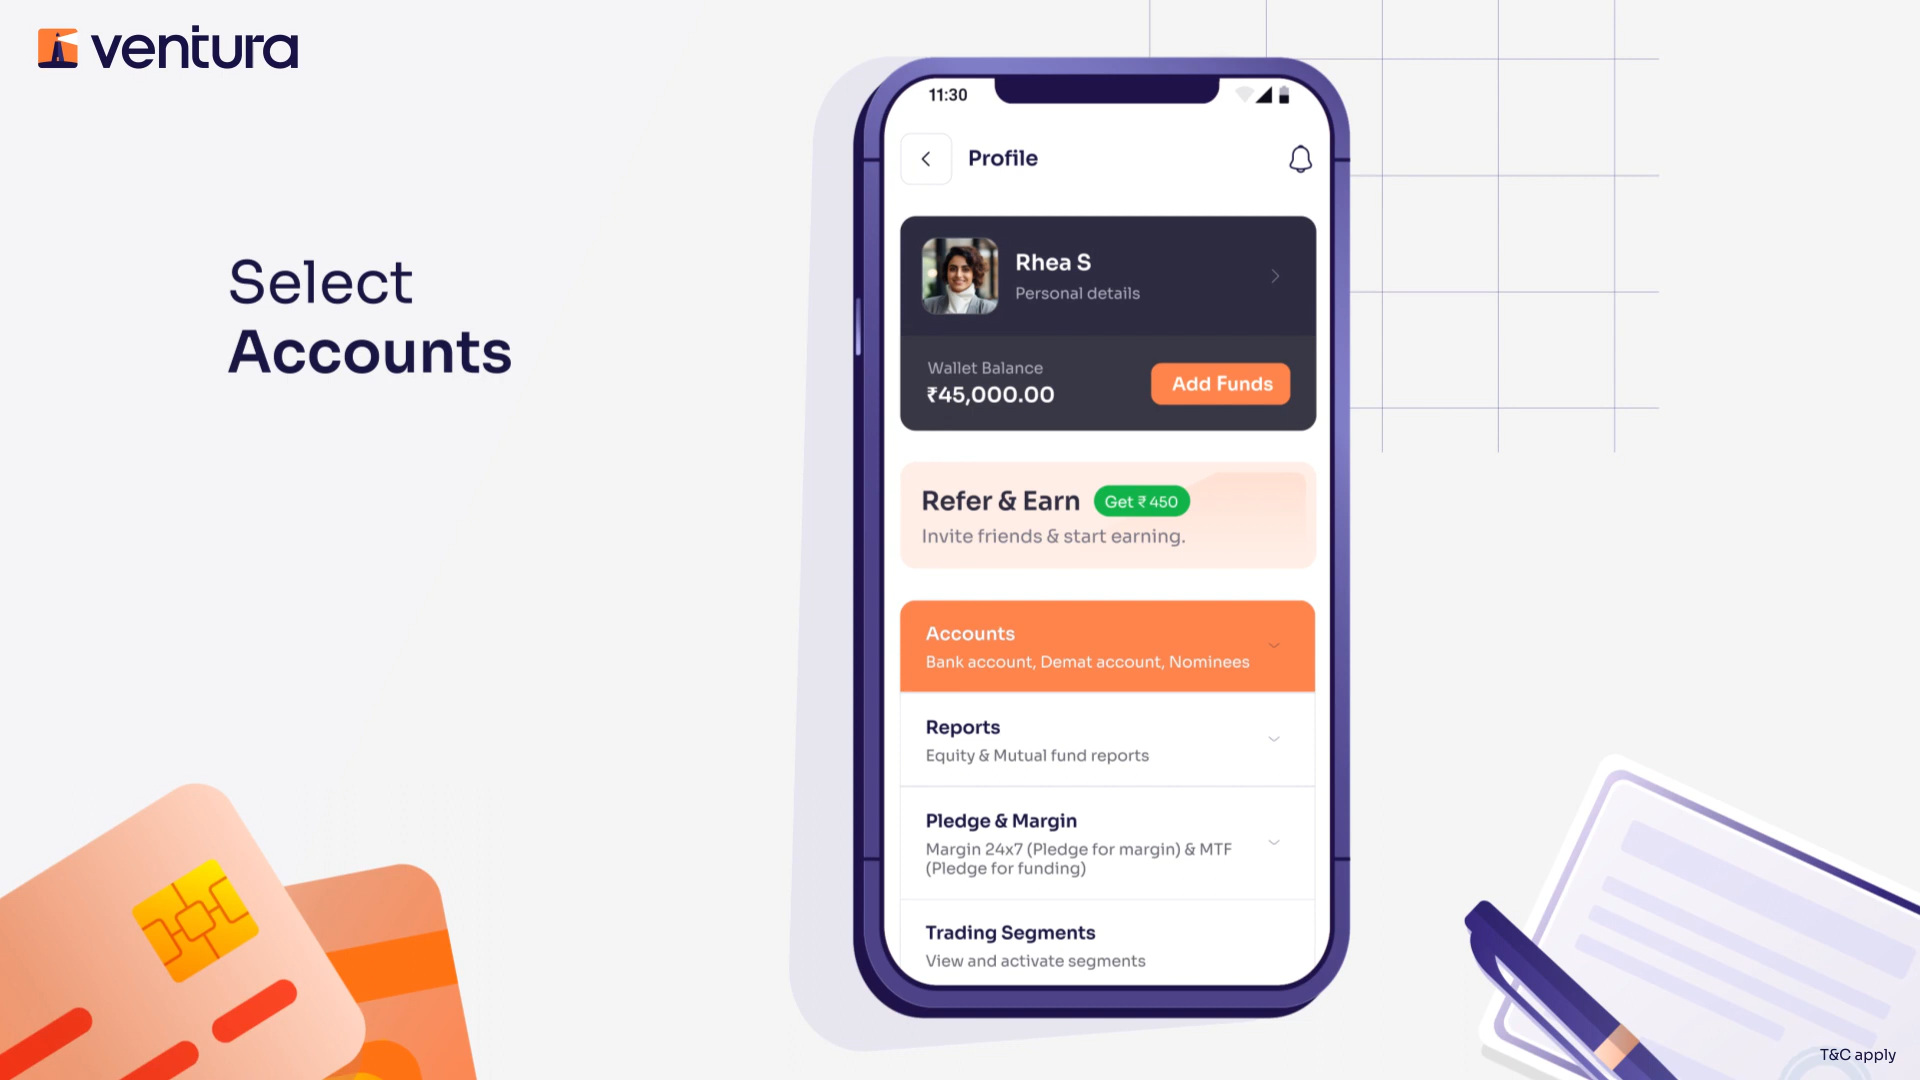 ventura
Select
Accounts
11:30
Profile
Rhea S
Personal details
Wallet Balance
₹45,000.00
Add Funds
Refer & Earn
Get ₹ 450
Invite friends & start earning.
Accounts
Bank account, Demat account, Nominees
Reports
Equity & Mutual fund reports
Pledge & Margin
Margin 24x7 (Pledge for margin) & MTF
(Pledge for funding)
Trading Segments
View and activate segments
T&C apply